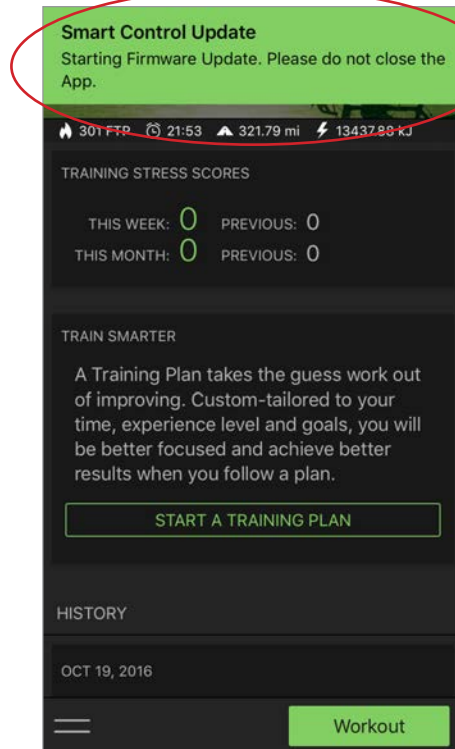 Smart Control Update
Starting Firmware Update. Please do not close the
App.
301 FTP 21:53 321.79 mi 13437.88 kJ
TRAINING STRESS SCORES
THIS WEEK: 0 PREVIOUS: 0
THIS MONTH: 0 PREVIOUS: 0
TRAIN SMARTER
A Training Plan takes the guess work out
of improving. Custom-tailored to your
time, experience level and goals, you will
be better focused and achieve better
results when you follow a plan.
START A TRAINING PLAN
HISTORY
OCT 19, 2016
Workout